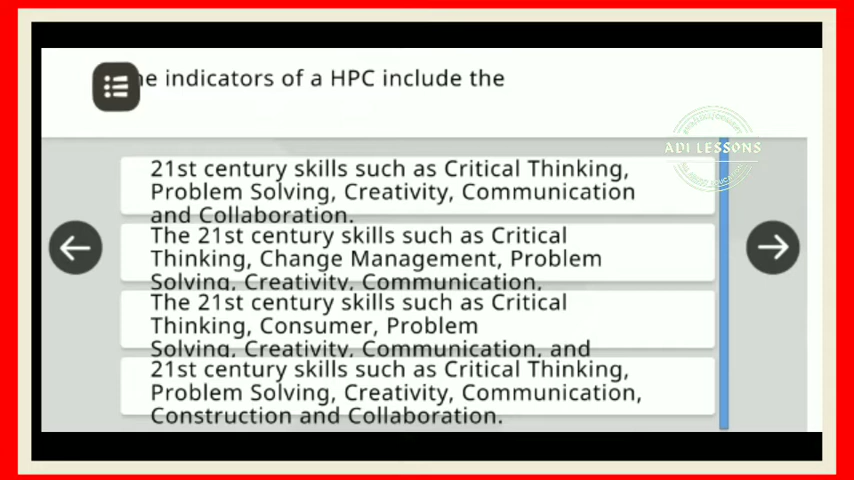 he indicators of a HPC include the
ADI LESSONS
21st century skills such as Critical Thinking,
Problem Solving, Creativity, Communication
and Collaboration.
The 21st century skills such as Critical
Thinking, Change Management, Problem
Solving, Creativity, Communication,
The 21st century skills such as Critical
Thinking, Consumer, Problem
Solving, Creativity, Communication, and
21st century skills such as Critical Thinking,
Problem Solving, Creativity, Communication,
Construction and Collaboration.